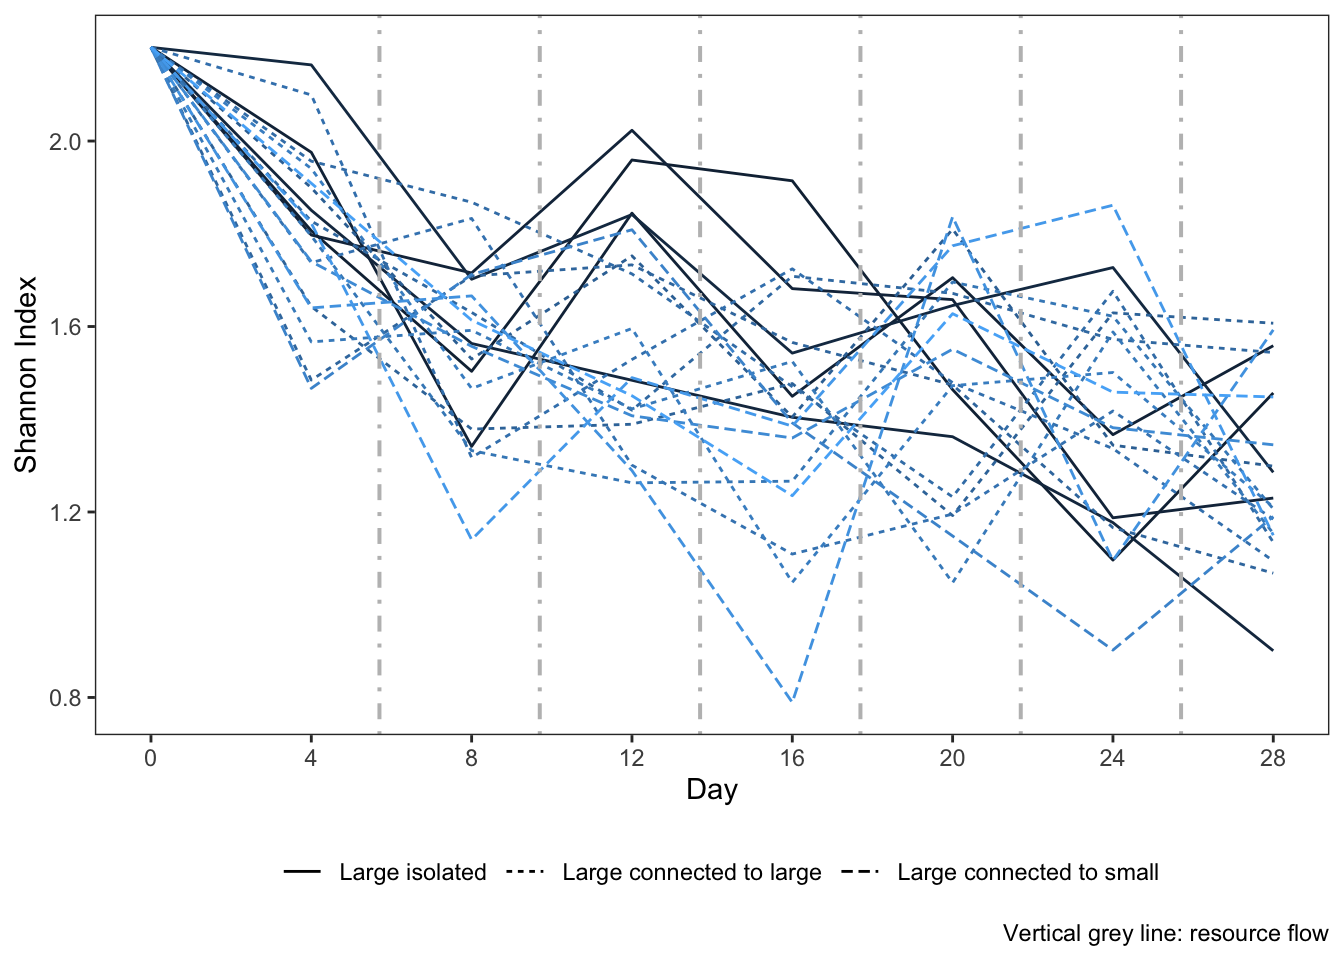 Shannon Index
2.0
1.6
1.2
0.8
0 4 8 12 16 20 24 28
Day
Large isolated Large connected to large Large connected to small
Vertical grey line: resource flow